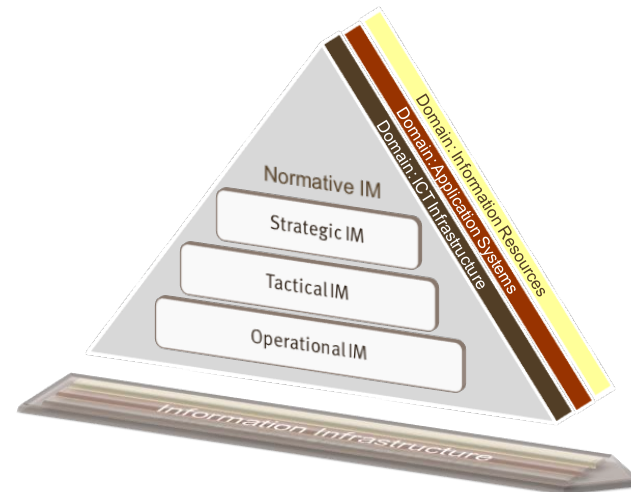 Normative IM
Strategic IM
Tactical IM
Operational IM
Domain: ICT Infrastructure
Domain: Application Systems
Domain: Information Resources
Information Infrastructure